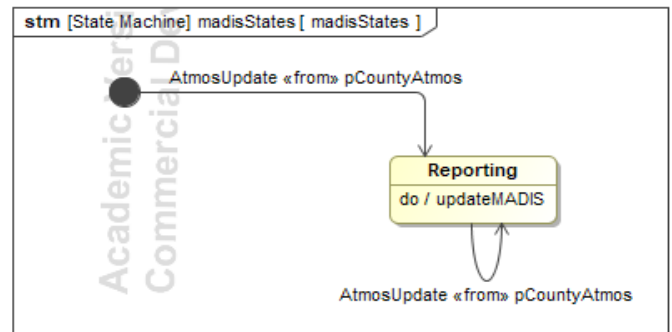 stm [State Machine] madisStates [ madisStates ]
AtmosUpdate «from» pCountyAtmos
Reporting
do / updateMADIS
AtmosUpdate «from» pCountyAtmos
Academic
Commercial